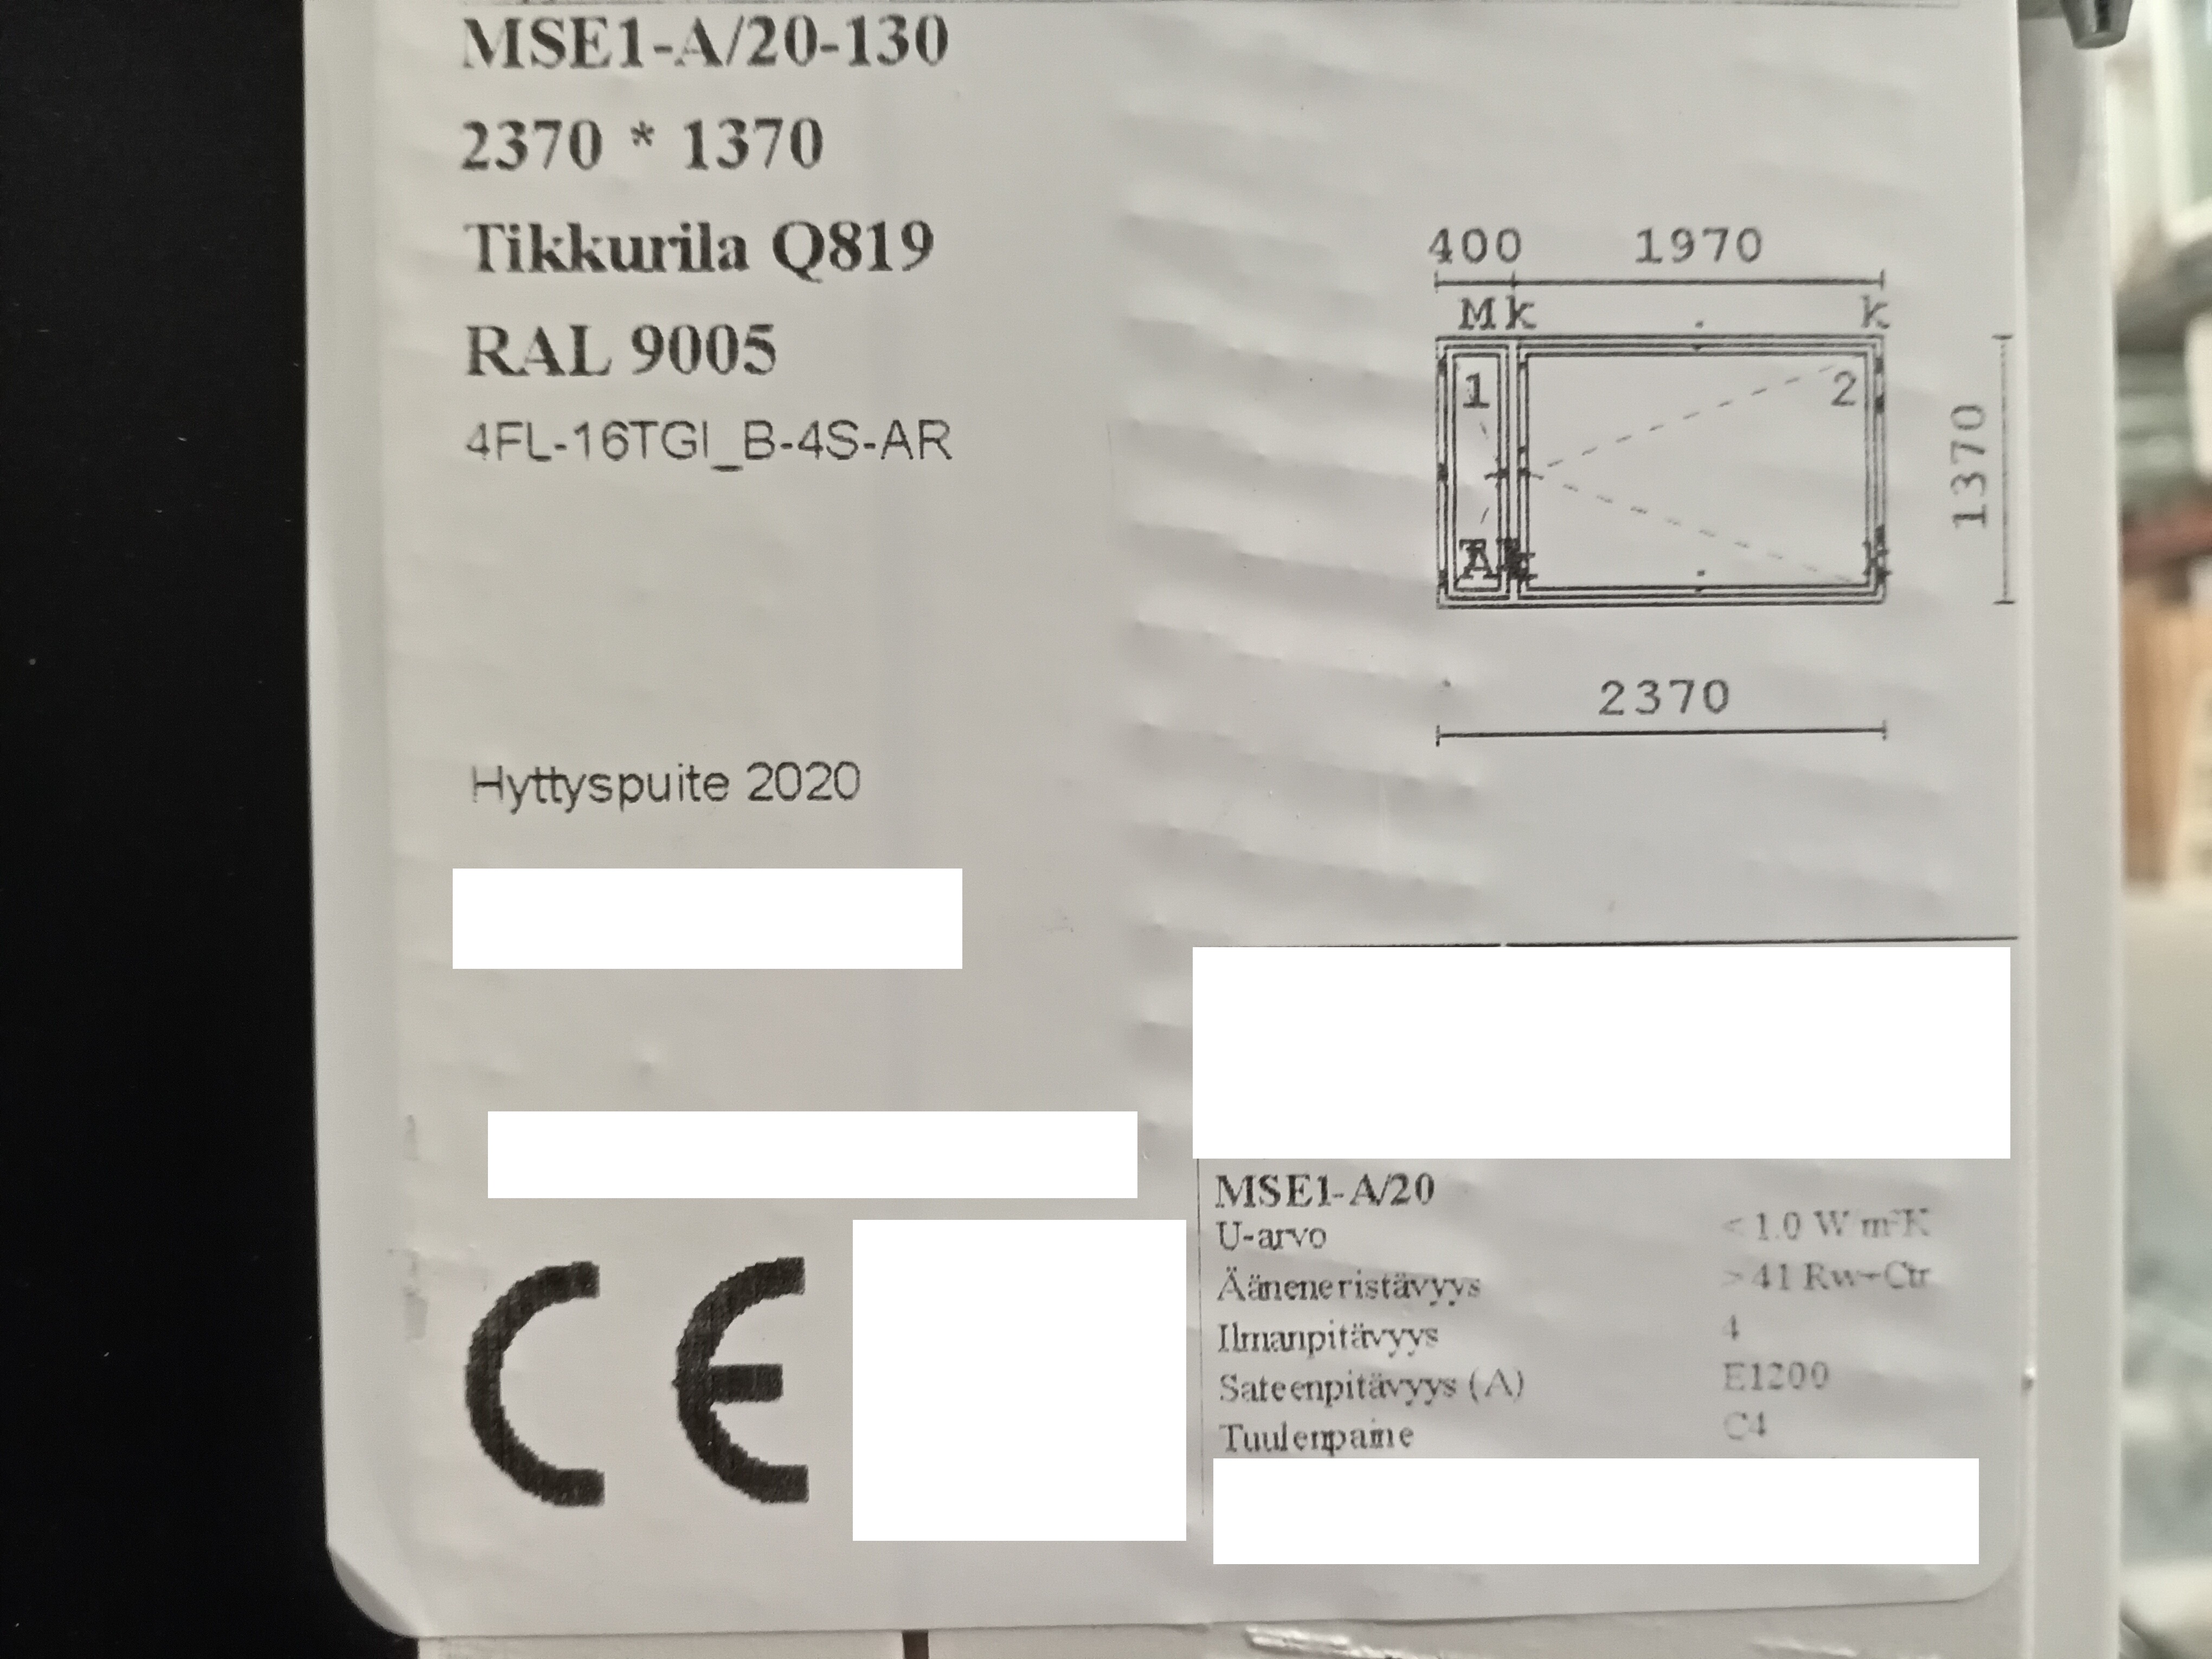 MSE1-A/20-130
2370 * 1370
Tikkurila Q819
RAL 9005
4FL-16TGI_B-4S-AR
Hyttyspuite 2020
400 1970
M k k
1 2
1370
2370
CE
MSE1-A/20
U-arvo < 1.0 W m²K
Ääneneristävyys > 41 Rw+Ctr
Ilmanpitävyys 4
Sateenpitävyys (A) E1200
Tuulenpaine C4